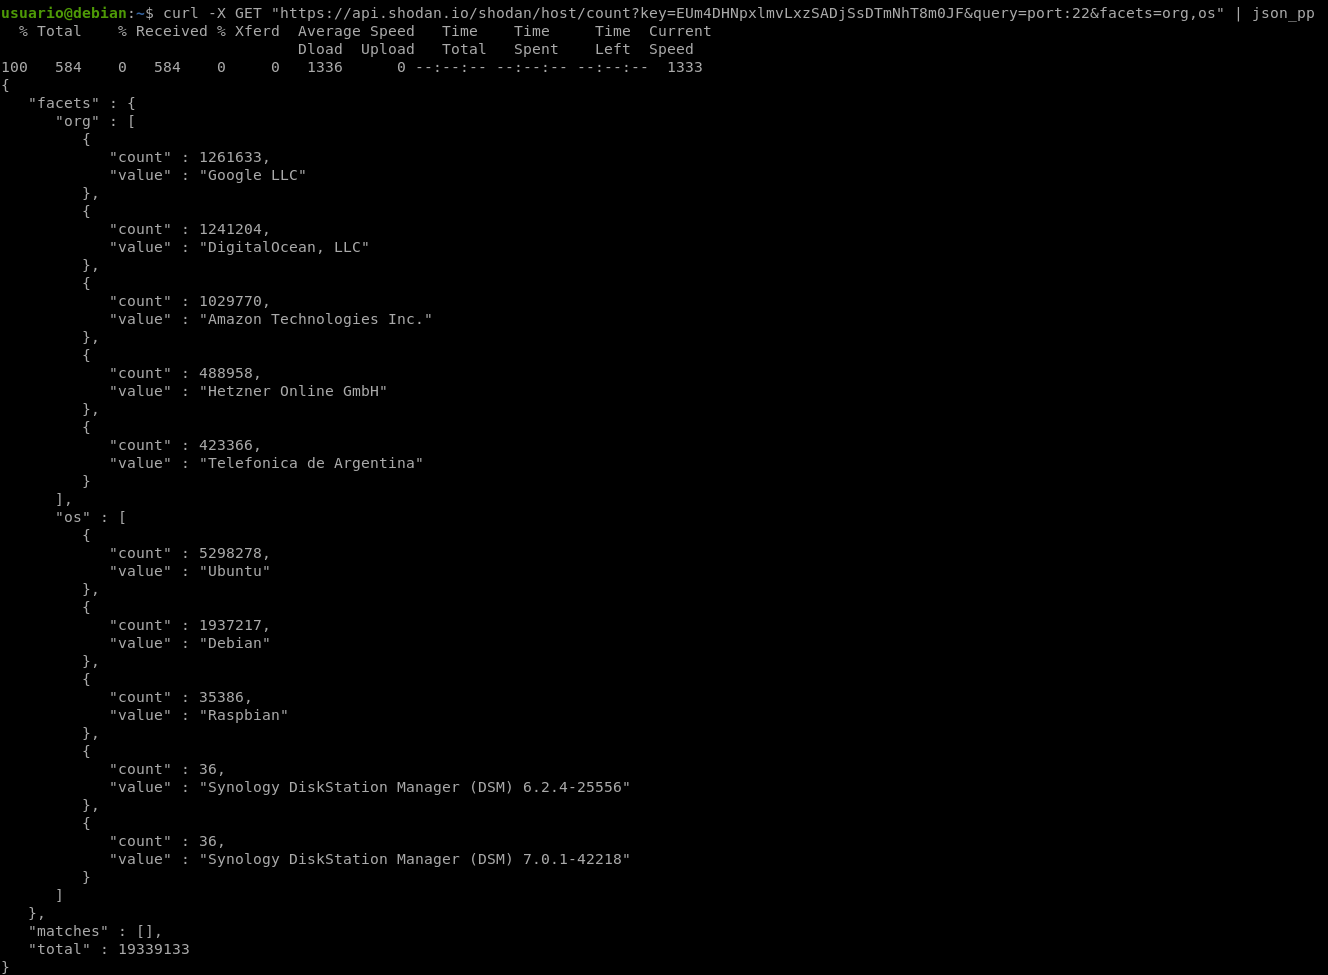 usuario@debian:~$ curl -X GET "https://api.shodan.io/shodan/host/count?key=EUm4DHNpxlmvLxzSADjSsDTmNhT8m0JF&query=port:22&facets=org,os" | json_pp
  % Total    % Received % Xferd  Average Speed   Time    Time     Time  Current
                                 Dload  Upload   Total   Spent    Left  Speed
100   584    0   584    0     0   1336      0 --:--:-- --:--:-- --:--:--  1333
{
   "facets" : {
      "org" : [
         {
            "count" : 1261633,
            "value" : "Google LLC"
         },
         {
            "count" : 1241204,
            "value" : "DigitalOcean, LLC"
         },
         {
            "count" : 1029770,
            "value" : "Amazon Technologies Inc."
         },
         {
            "count" : 488958,
            "value" : "Hetzner Online GmbH"
         },
         {
            "count" : 423366,
            "value" : "Telefonica de Argentina"
         }
      ],
      "os" : [
         {
            "count" : 5298278,
            "value" : "Ubuntu"
         },
         {
            "count" : 1937217,
            "value" : "Debian"
         },
         {
            "count" : 35386,
            "value" : "Raspbian"
         },
         {
            "count" : 36,
            "value" : "Synology DiskStation Manager (DSM) 6.2.4-25556"
         },
         {
            "count" : 36,
            "value" : "Synology DiskStation Manager (DSM) 7.0.1-42218"
         }
      ]
   },
   "matches" : [],
   "total" : 19339133
}